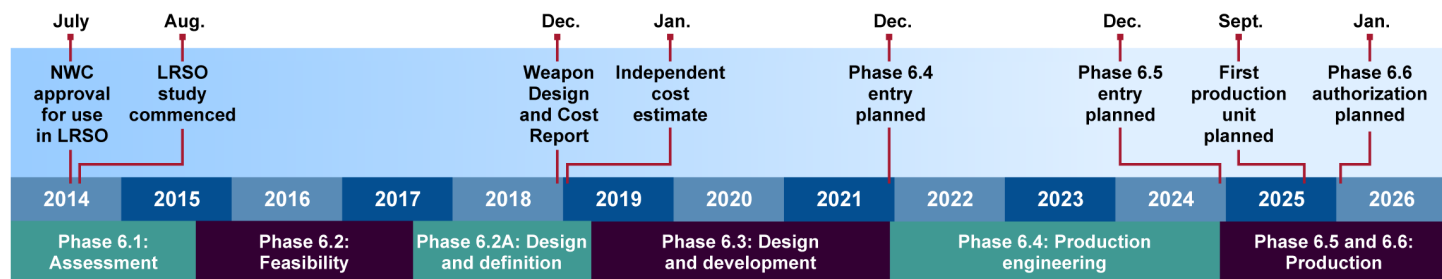 July
Aug.
Dec.
Jan.
Dec.
Dec.
Sept.
Jan.
NWC
approval
for use
in LRSO
LRSO
study
commenced
Weapon
Design
and Cost
Report
Independent
cost
estimate
Phase 6.4
entry
planned
Phase 6.5
entry
planned
First
production
unit
planned
Phase 6.6
authorization
planned
2014
2015
2016
2017
2018
2019
2020
2021
2022
2023
2024
2025
2026
Phase 6.1:
Assessment
Phase 6.2:
Feasibility
Phase 6.2A: Design
and definition
Phase 6.3: Design
and development
Phase 6.4: Production
engineering
Phase 6.5 and 6.6:
Production